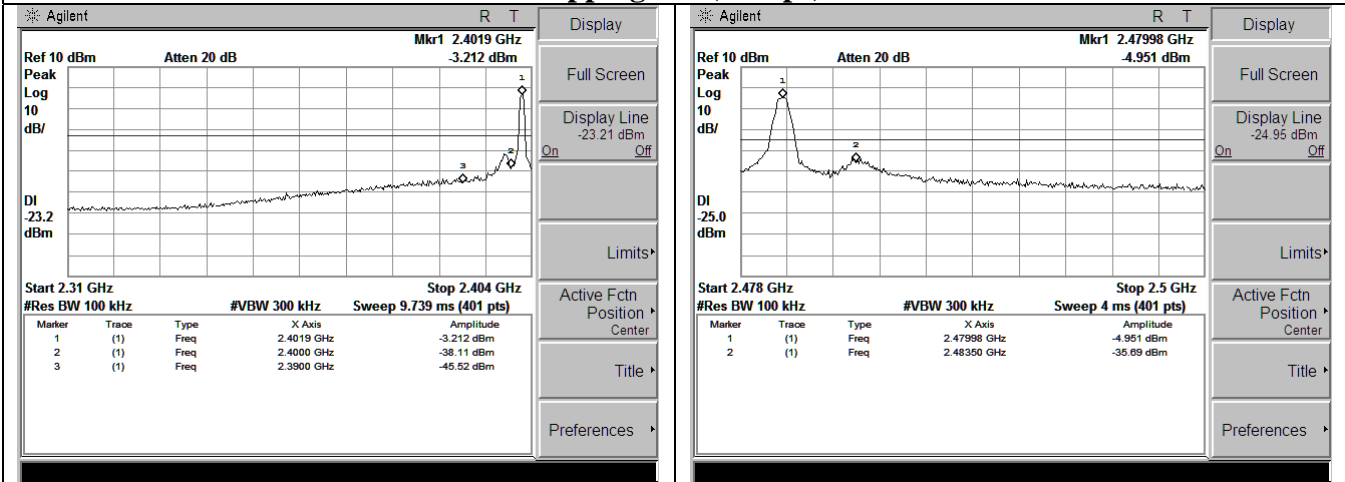 Agilent R T
Mkr1 2.4019 GHz
Ref 10 dBm Atten 20 dB -3.212 dBm
Peak
Log
10
dB/
1
2
3
DI
-23.2
dBm
Start 2.31 GHz Stop 2.404 GHz
#Res BW 100 kHz #VBW 300 kHz Sweep 9.739 ms (401 pts)
Marker Trace Type X Axis Amplitude
1 (1) Freq 2.4019 GHz -3.212 dBm
2 (1) Freq 2.4000 GHz -38.11 dBm
3 (1) Freq 2.3900 GHz -45.52 dBm
Display
Full Screen
Display Line
-23.21 dBm
On Off
Limits
Active Fctn
Position
Center
Title
Preferences
Agilent R T
Mkr1 2.47998 GHz
Ref 10 dBm Atten 20 dB -4.951 dBm
Peak
Log
10
dB/
1
2
DI
-25.0
dBm
Start 2.478 GHz Stop 2.5 GHz
#Res BW 100 kHz #VBW 300 kHz Sweep 4 ms (401 pts)
Marker Trace Type X Axis Amplitude
1 (1) Freq 2.47998 GHz -4.951 dBm
2 (1) Freq 2.48350 GHz -35.69 dBm
Display
Full Screen
Display Line
-24.95 dBm
On Off
Limits
Active Fctn
Position
Center
Title
Preferences